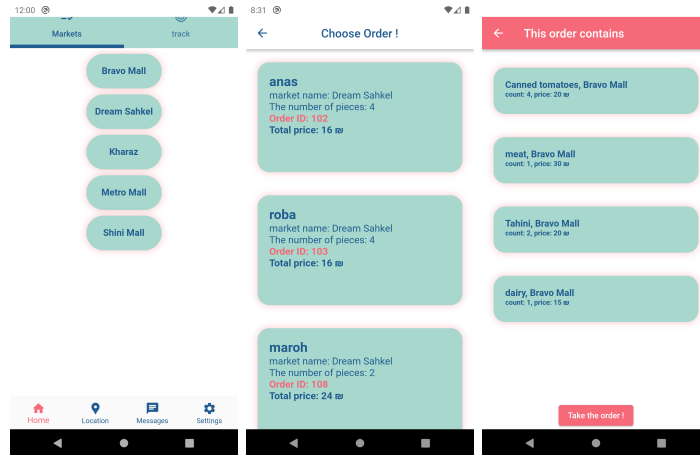 12:00
Markets
track
Bravo Mall
Dream Sahkel
Kharaz
Metro Mall
Shini Mall
Home
Location
Messages
Settings
8:31
Choose Order !
anas
market name: Dream Sahkel
The number of pieces: 4
Order ID: 102
Total price: 16 ₪
roba
market name: Dream Sahkel
The number of pieces: 4
Order ID: 103
Total price: 16 ₪
maroh
market name: Dream Sahkel
The number of pieces: 2
Order ID: 108
Total price: 24 ₪
This order contains
Canned tomatoes, Bravo Mall
count: 4, price: 20 ₪
meat, Bravo Mall
count: 1, price: 30 ₪
Tahini, Bravo Mall
count: 2, price: 20 ₪
dairy, Bravo Mall
count: 1, price: 15 ₪
Take the order !